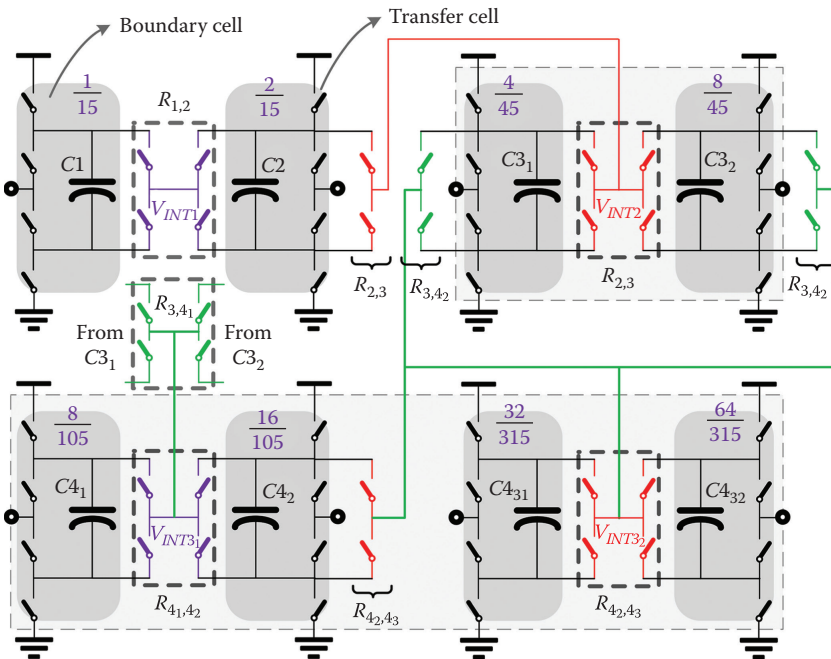 Boundary cell
Transfer cell
1/15
R1,2
2/15
4/45
8/45
C1
C2
C3₁
C3₂
VINT1
VINT2
R2,3
R3,4₂
R2,3
R3,4₂
R3,4₁
From C3₁
From C3₂
8/105
16/105
32/315
64/315
C4₁
C4₂
C4₃₁
C4₃₂
VINT3₁
VINT3₂
R4₁,4₂
R4₂,4₃
R4₂,4₃